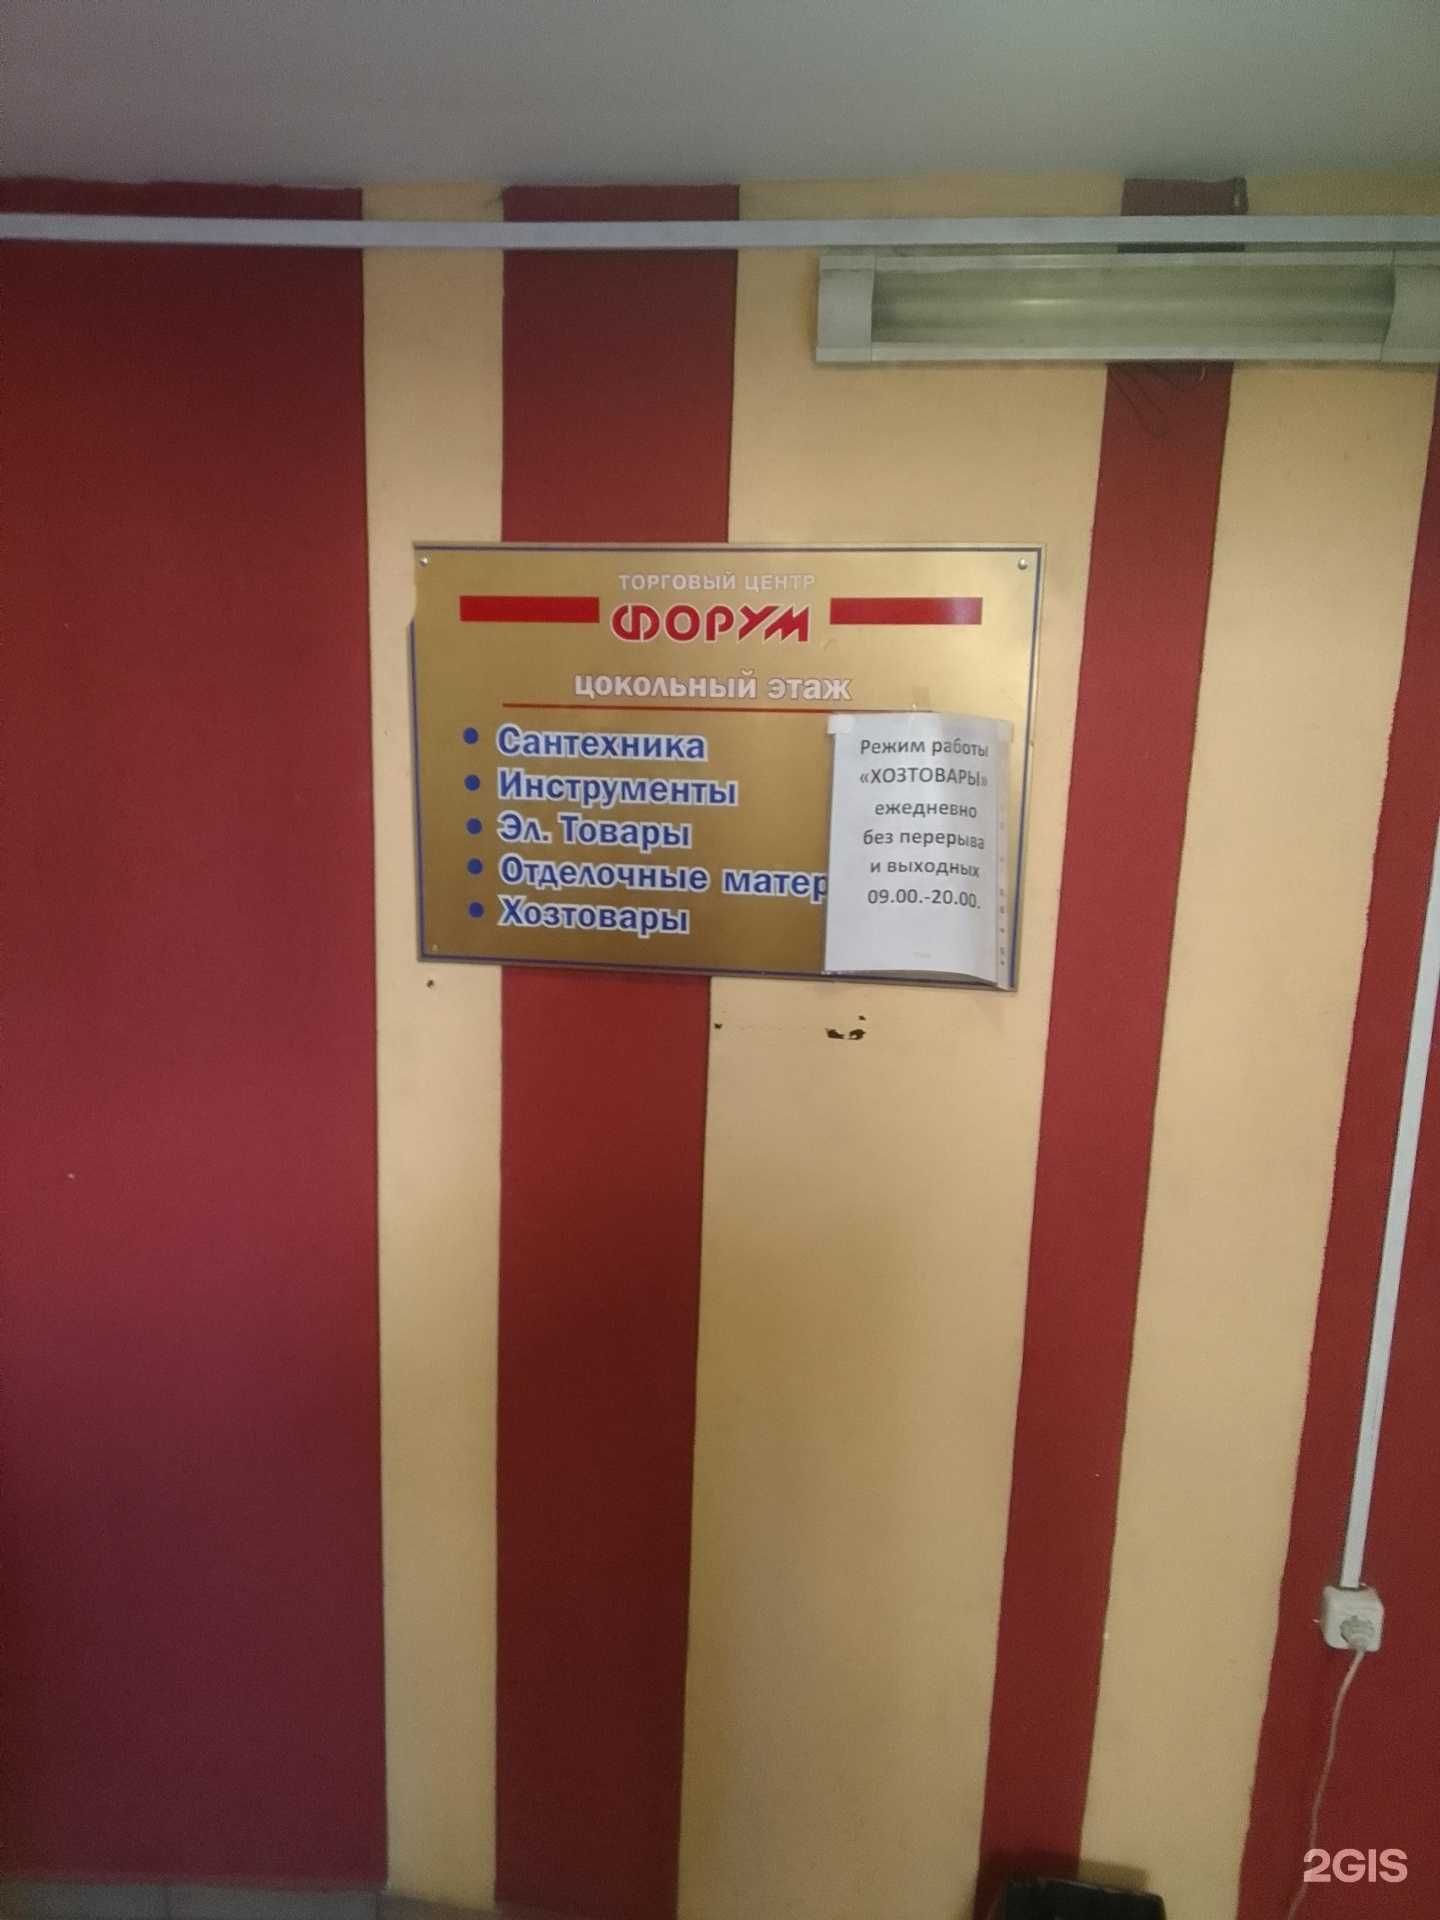 ТОРГОВЫЙ ЦЕНТР
ФОРУМ
ЦОКОЛЬНЫЙ ЭТАЖ
• Сантехника
• Инструменты
• Эл. Товары
• Отделочные матер
• Хозтовары
Режим работы
«ХОЗТОВАРЫ»
ежедневно
без перерыва
и выходных
09.00.-20.00.
2GIS